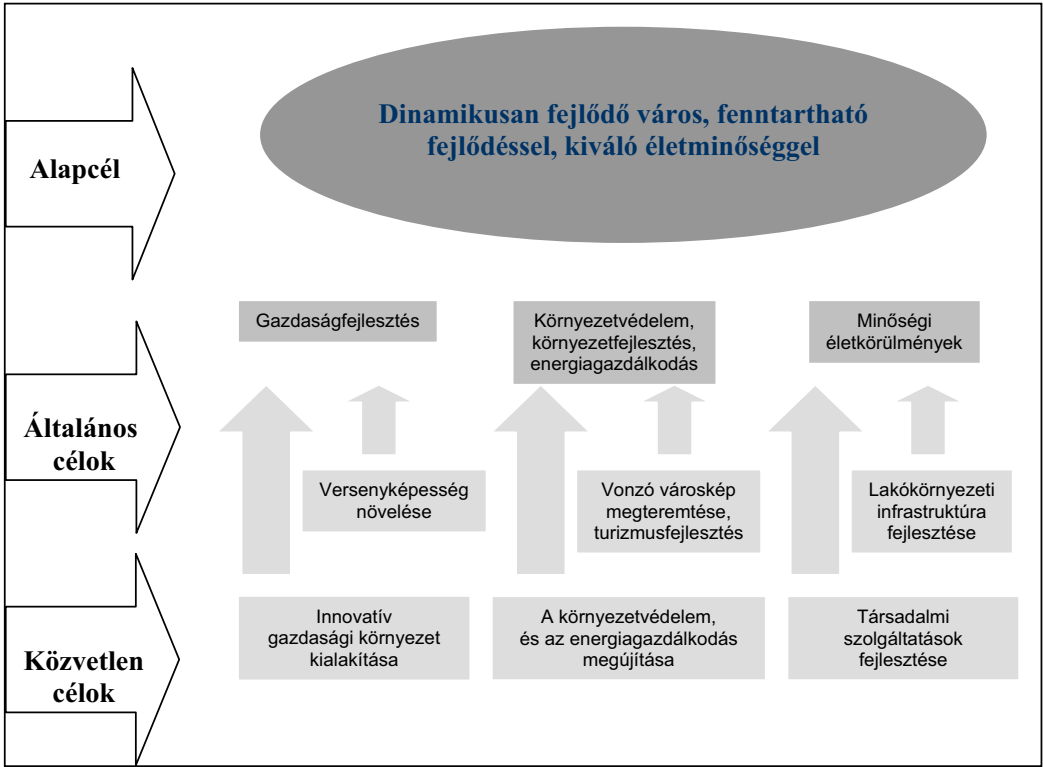 Alapcél
Dinamikusan fejlődő város, fenntartható
fejlődéssel, kiváló életminőséggel
Általános
célok
Gazdaságfejlesztés
Környezetvédelem,
környezetfejlesztés,
energiagazdálkodás
Minőségi
életkörülmények
Versenyképesség
növelése
Vonzó városkép
megteremtése,
turizmusfejlesztés
Lakókörnyezeti
infrastruktúra
fejlesztése
Közvetlen
célok
Innovatív
gazdasági környezet
kialakítása
A környezetvédelem,
és az energiagazdálkodás
megújítása
Társadalmi
szolgáltatások
fejlesztése